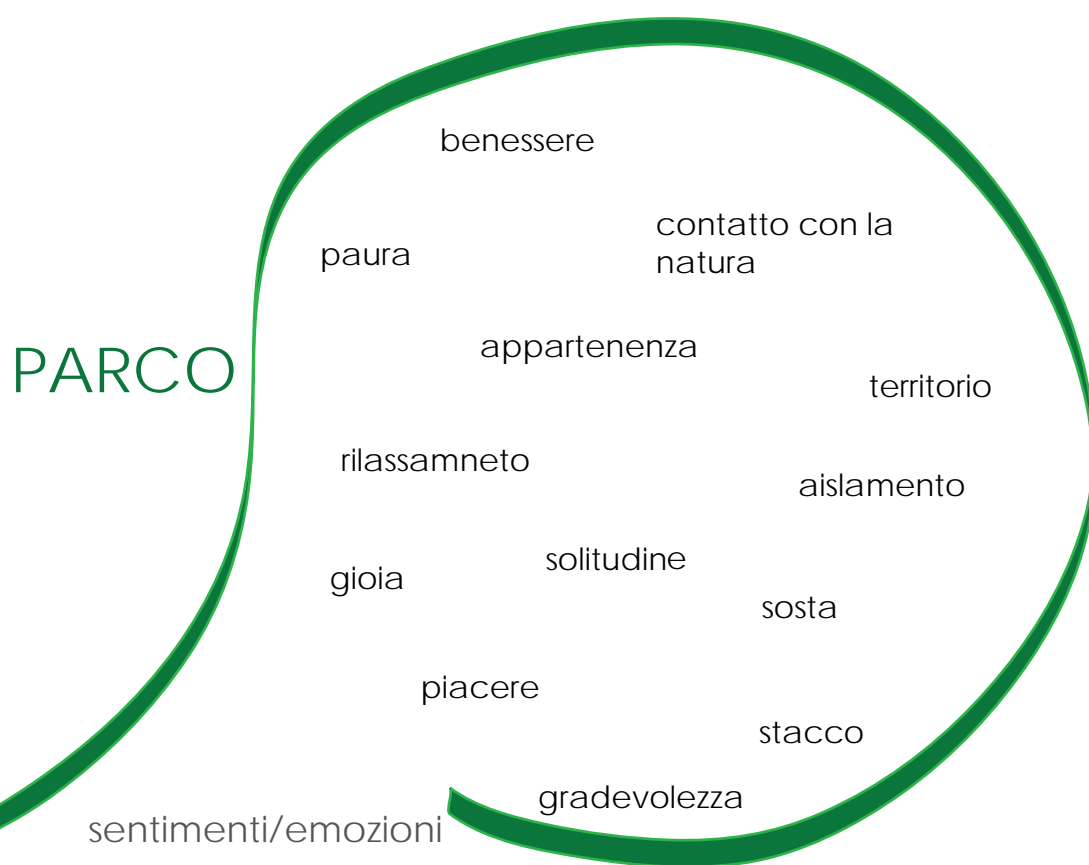 benessere
contatto con la
natura
paura
appartenenza
PARCO
territorio
rilassamneto
aislamento
solitudine
gioia
sosta
piacere
stacco
gradevolezza
sentimenti/emozioni